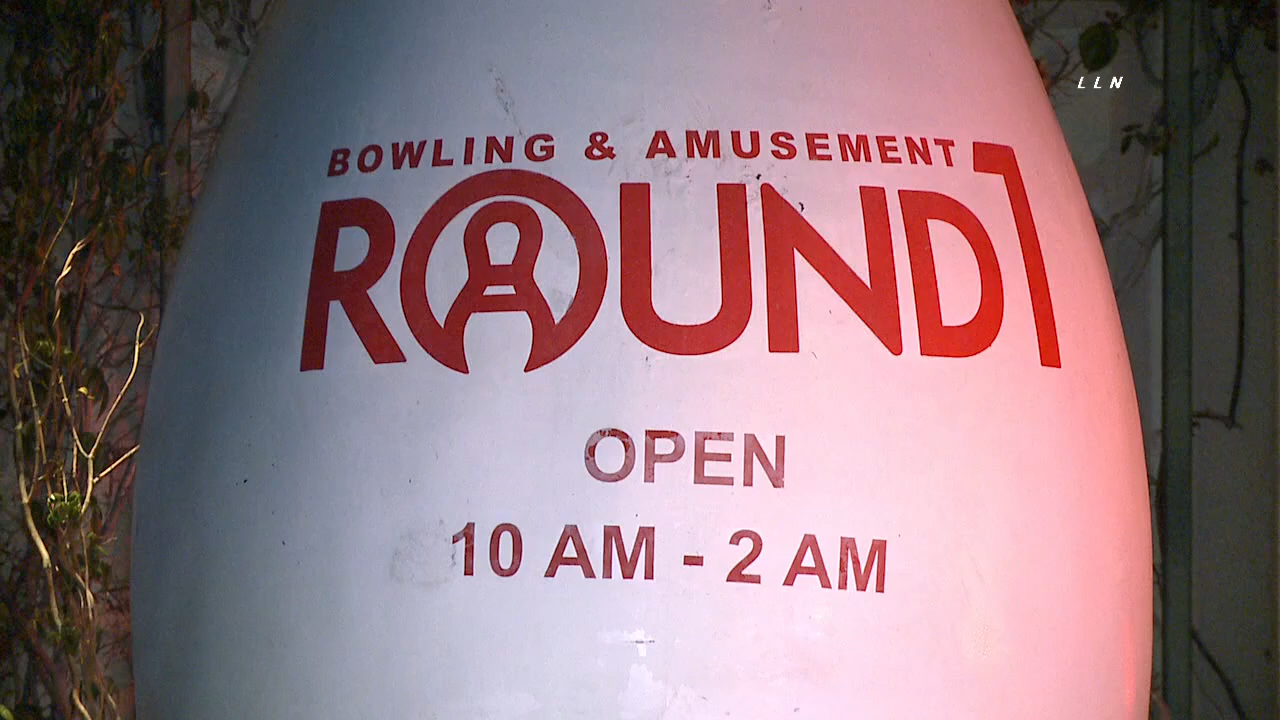 LLN
BOWLING & AMUSEMENT
ROUND1
OPEN
10 AM - 2 AM